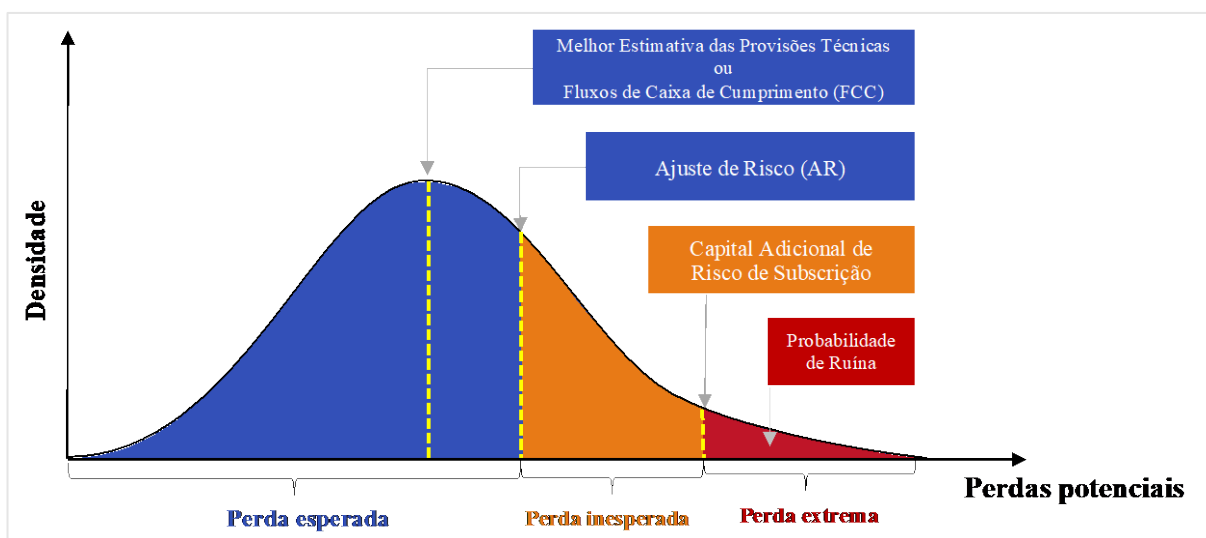 Melhor Estimativa das Provisões Técnicas
ou
Fluxos de Caixa de Cumprimento (FCC)
Ajuste de Risco (AR)
Capital Adicional de
Risco de Subscrição
Probabilidade
de Ruína
Densidade
Perdas potenciais
Perda esperada
Perda inesperada
Perda extrema